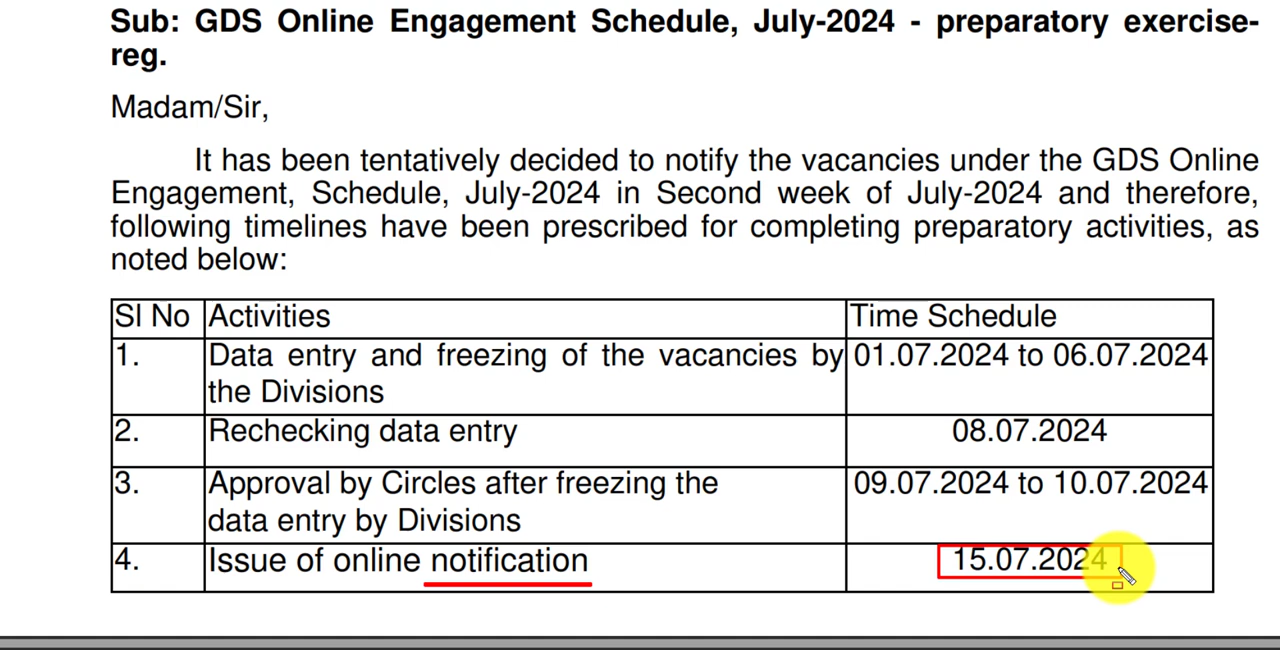 Sub: GDS Online Engagement Schedule, July-2024 - preparatory exercise-
reg.
Madam/Sir,
It has been tentatively decided to notify the vacancies under the GDS Online
Engagement, Schedule, July-2024 in Second week of July-2024 and therefore,
following timelines have been prescribed for completing preparatory activities, as
noted below:
Sl No Activities Time Schedule
1. Data entry and freezing of the vacancies by 01.07.2024 to 06.07.2024
the Divisions
2. Rechecking data entry 08.07.2024
3. Approval by Circles after freezing the 09.07.2024 to 10.07.2024
data entry by Divisions
4. Issue of online notification 15.07.2024